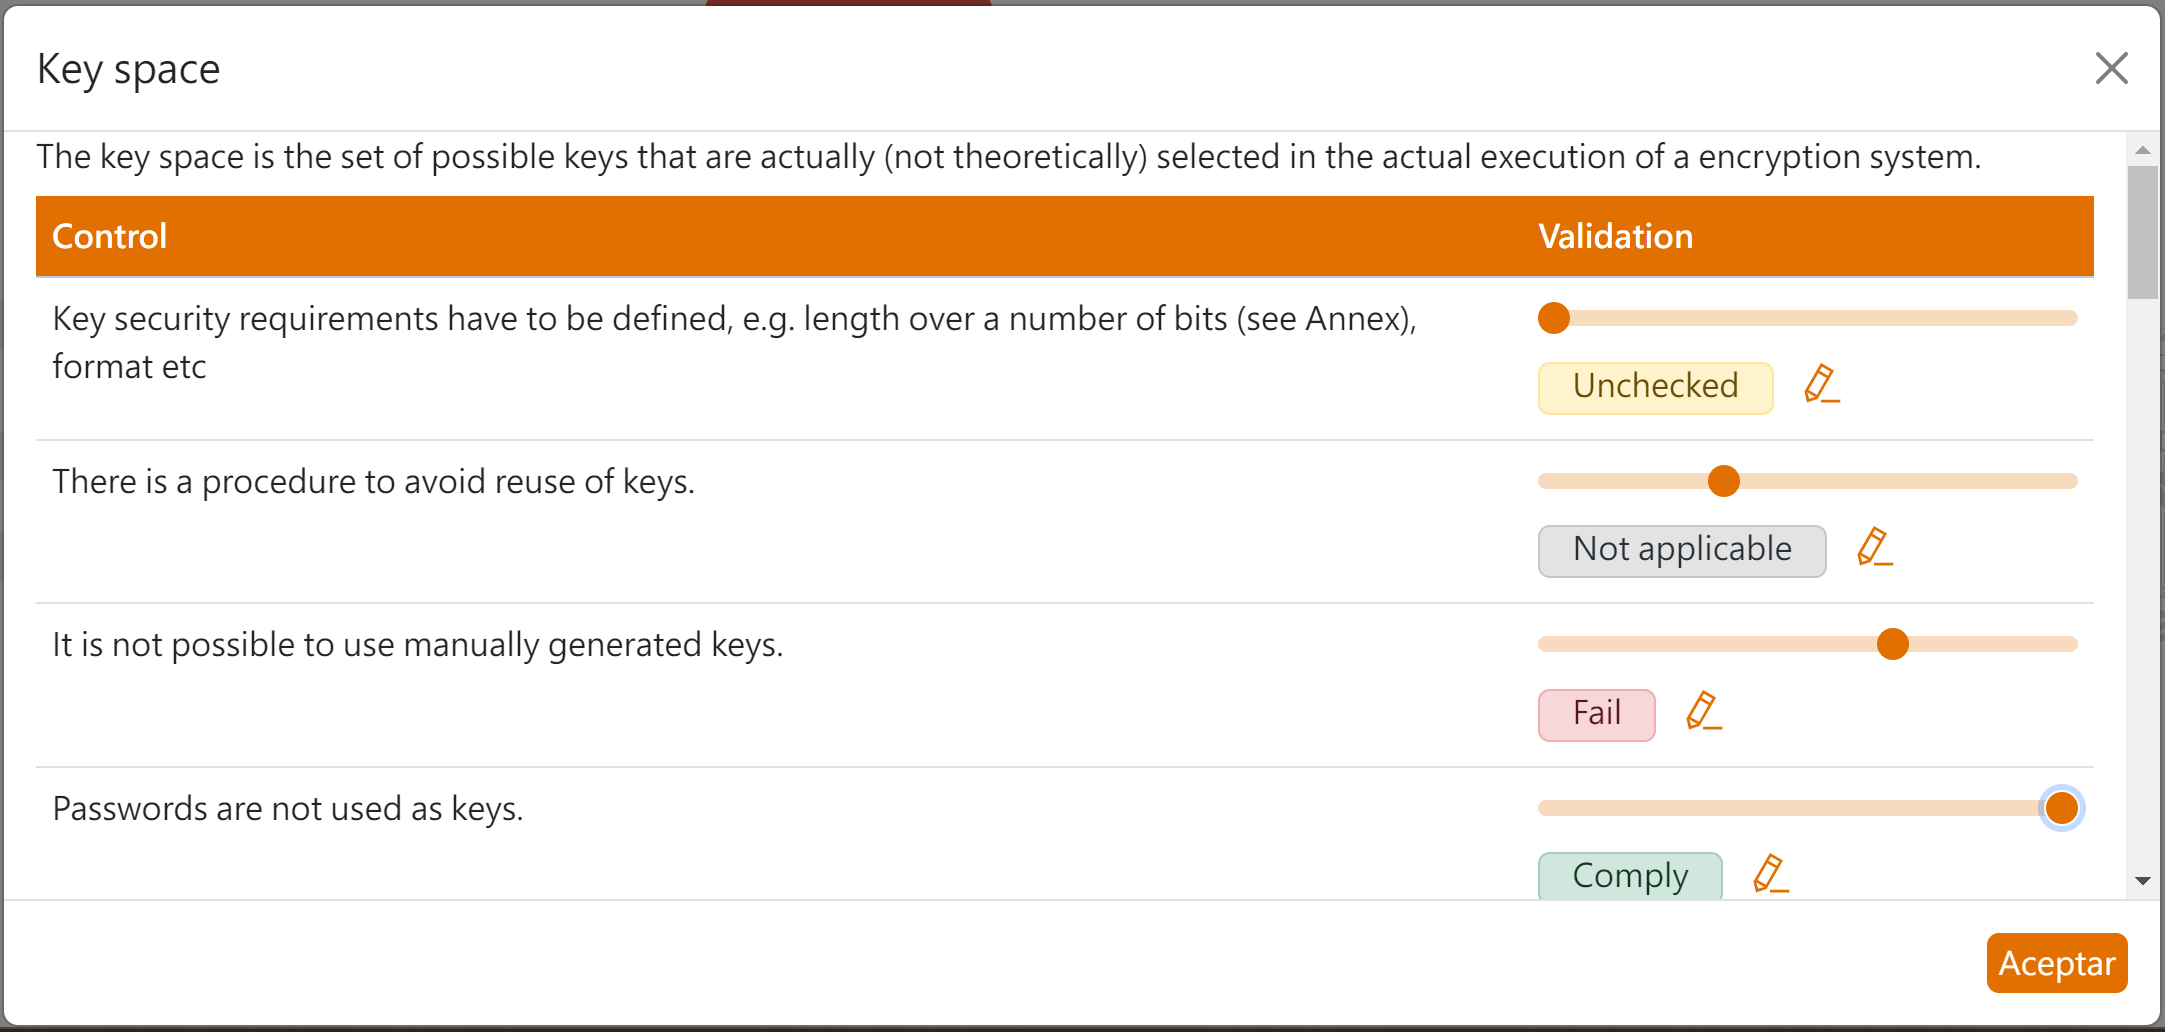 Key space
The key space is the set of possible keys that are actually (not theoretically) selected in the actual execution of a encryption system.
Control
Validation
Key security requirements have to be defined, e.g. length over a number of bits (see Annex),
format etc
Unchecked
There is a procedure to avoid reuse of keys.
Not applicable
It is not possible to use manually generated keys.
Fail
Passwords are not used as keys.
Comply
Aceptar